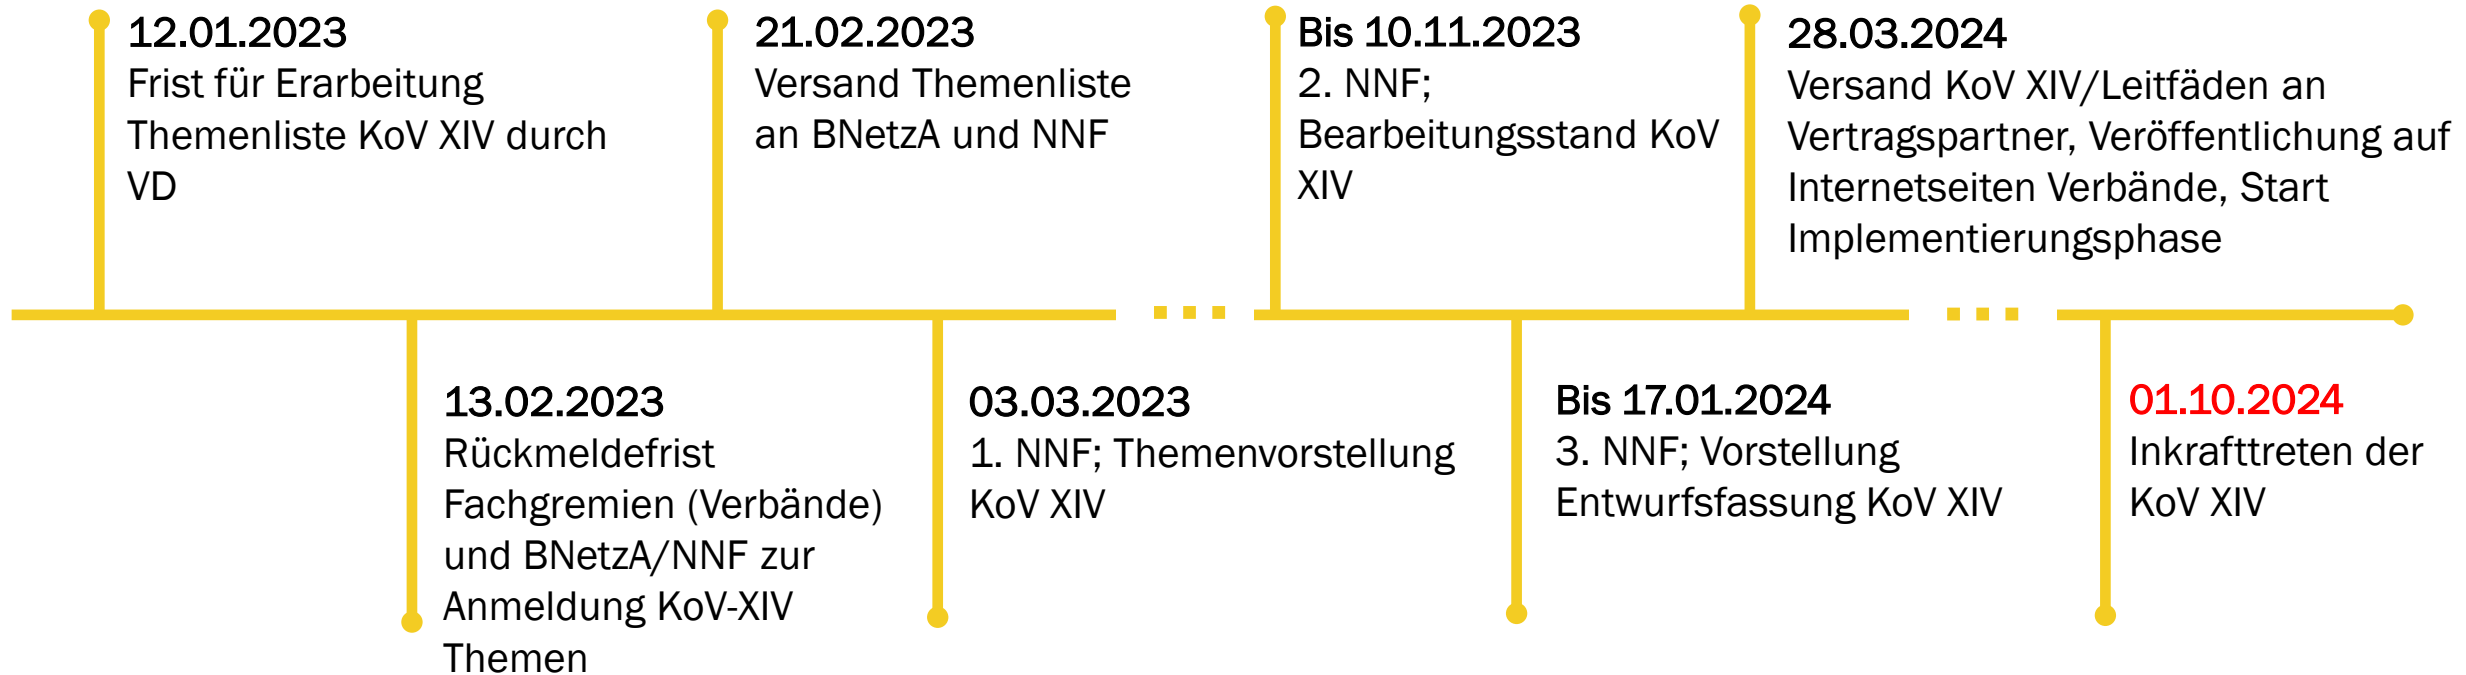 12.01.2023
Frist für Erarbeitung
Themenliste KoV XIV durch
VD
13.02.2023
Rückmeldefrist
Fachgremien (Verbände)
und BNetzA/NNF zur
Anmeldung KoV-XIV
Themen
21.02.2023
Versand Themenliste
an BNetzA und NNF
03.03.2023
1. NNF; Themenvorstellung
KoV XIV
Bis 10.11.2023
2. NNF;
Bearbeitungsstand KoV
XIV
Bis 17.01.2024
3. NNF; Vorstellung
Entwurfsfassung KoV XIV
28.03.2024
Versand KoV XIV/Leitfäden an
Vertragspartner, Veröffentlichung auf
Internetseiten Verbände, Start
Implementierungsphase
01.10.2024
Inkrafttreten der
KoV XIV